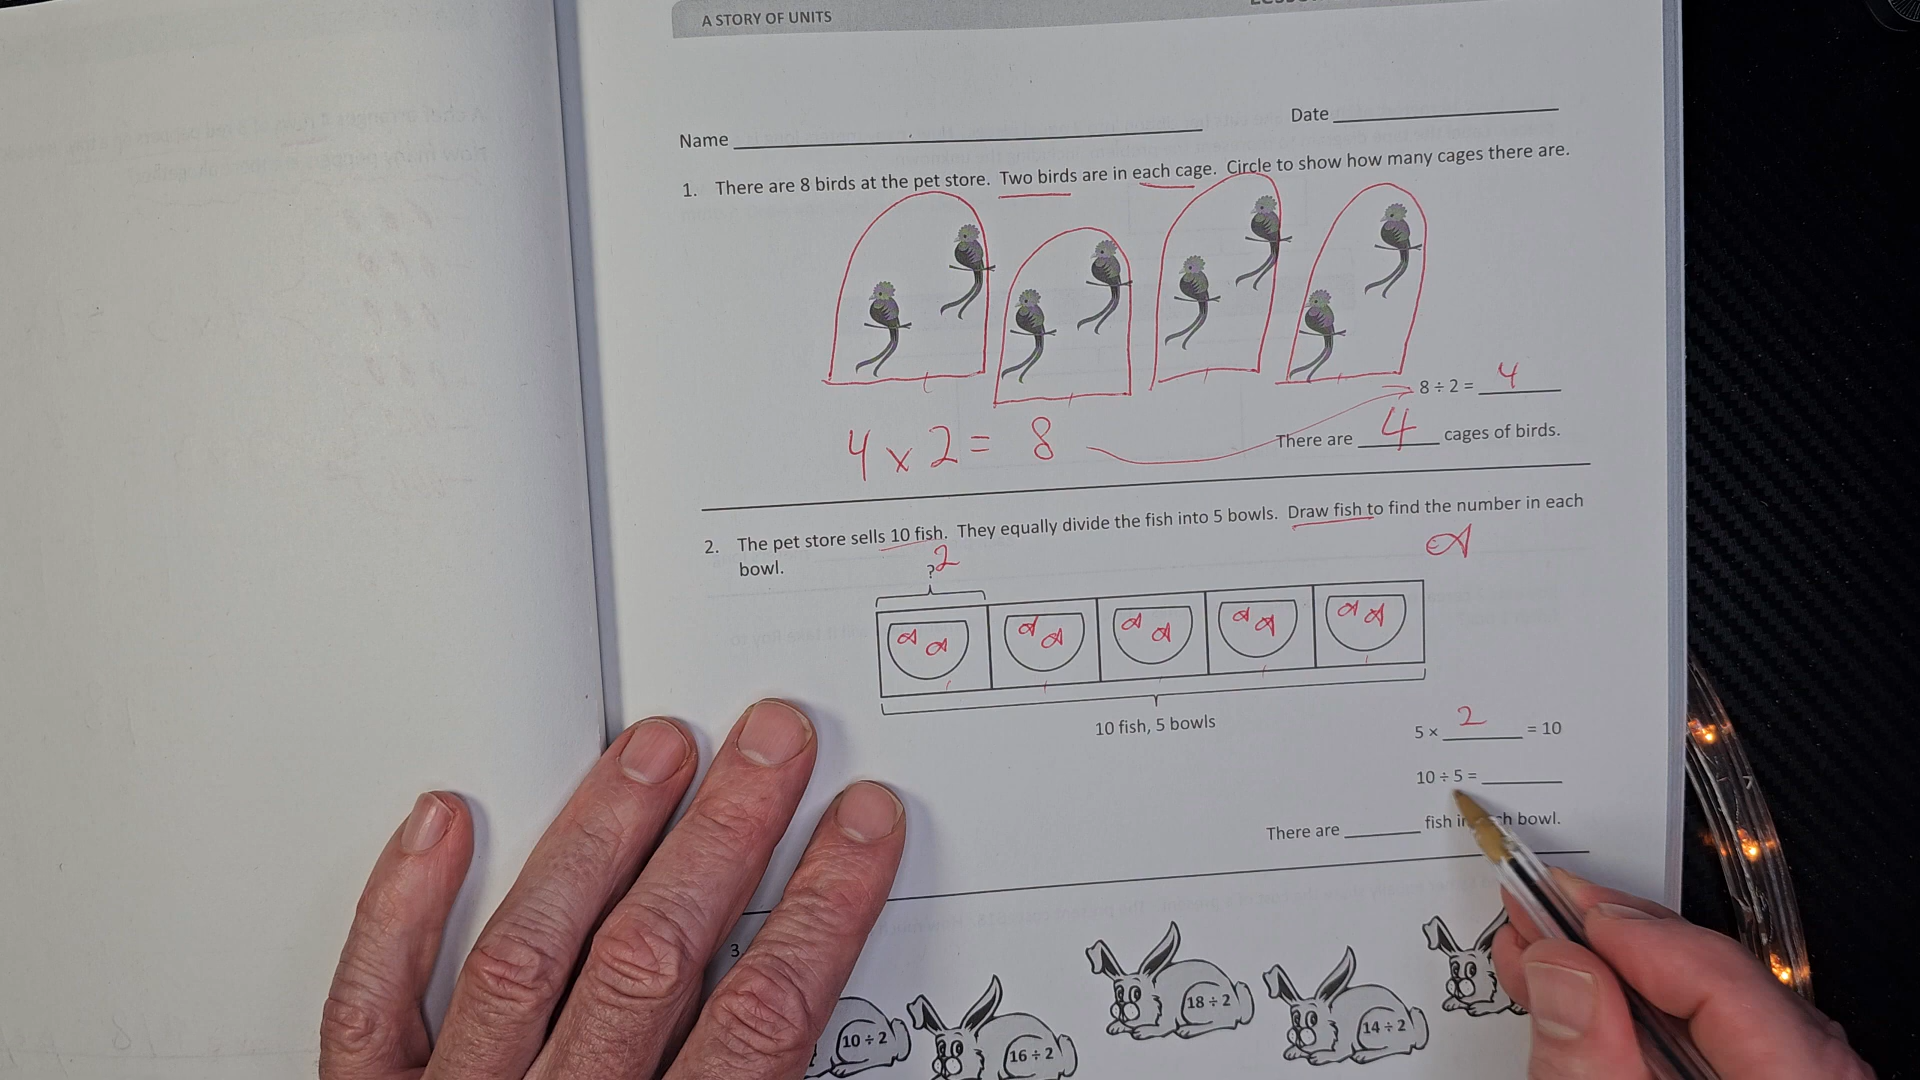 A STORY OF UNITS
Name
Date
1. There are 8 birds at the pet store. Two birds are in each cage. Circle to show how many cages there are.
8 ÷ 2 = 4
4 x 2 = 8
There are 4 cages of birds.
2. The pet store sells 10 fish. They equally divide the fish into 5 bowls. Draw fish to find the number in each
bowl.
? 2
10 fish, 5 bowls
5 × 2 = 10
10 ÷ 5 =
There are fish in bowl.
3
18 ÷ 2
14 ÷ 2
10 ÷ 2
16 ÷ 2